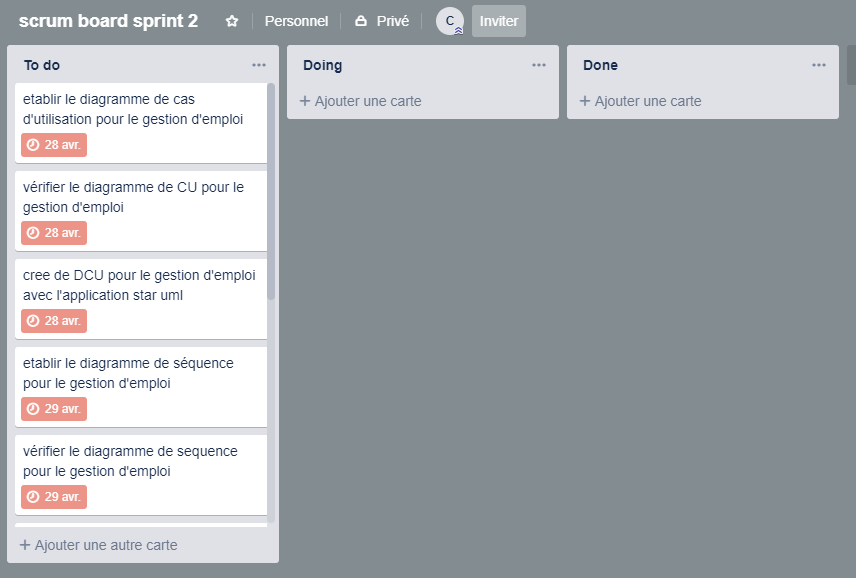 scrum board sprint 2
Personnel
Privé
C
Inviter
To do
etablir le diagramme de cas
d'utilisation pour le gestion d'emploi
28 avr.
vérifier le diagramme de CU pour le
gestion d'emploi
28 avr.
cree de DCU pour le gestion d'emploi
avec l'application star uml
28 avr.
etablir le diagramme de séquence
pour le gestion d'emploi
29 avr.
vérifier le diagramme de sequence
pour le gestion d'emploi
29 avr.
+ Ajouter une autre carte
Doing
+ Ajouter une carte
Done
+ Ajouter une carte